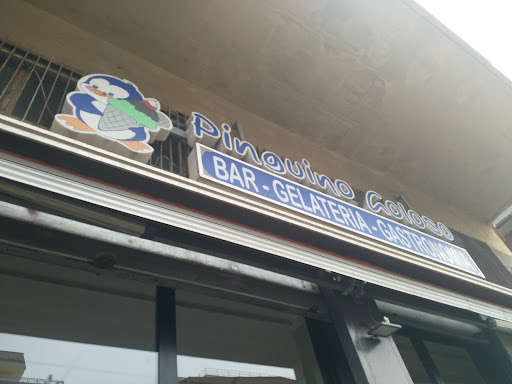 Pinguino Goloso
BAR - GELATERIA - GASTRONOMIA